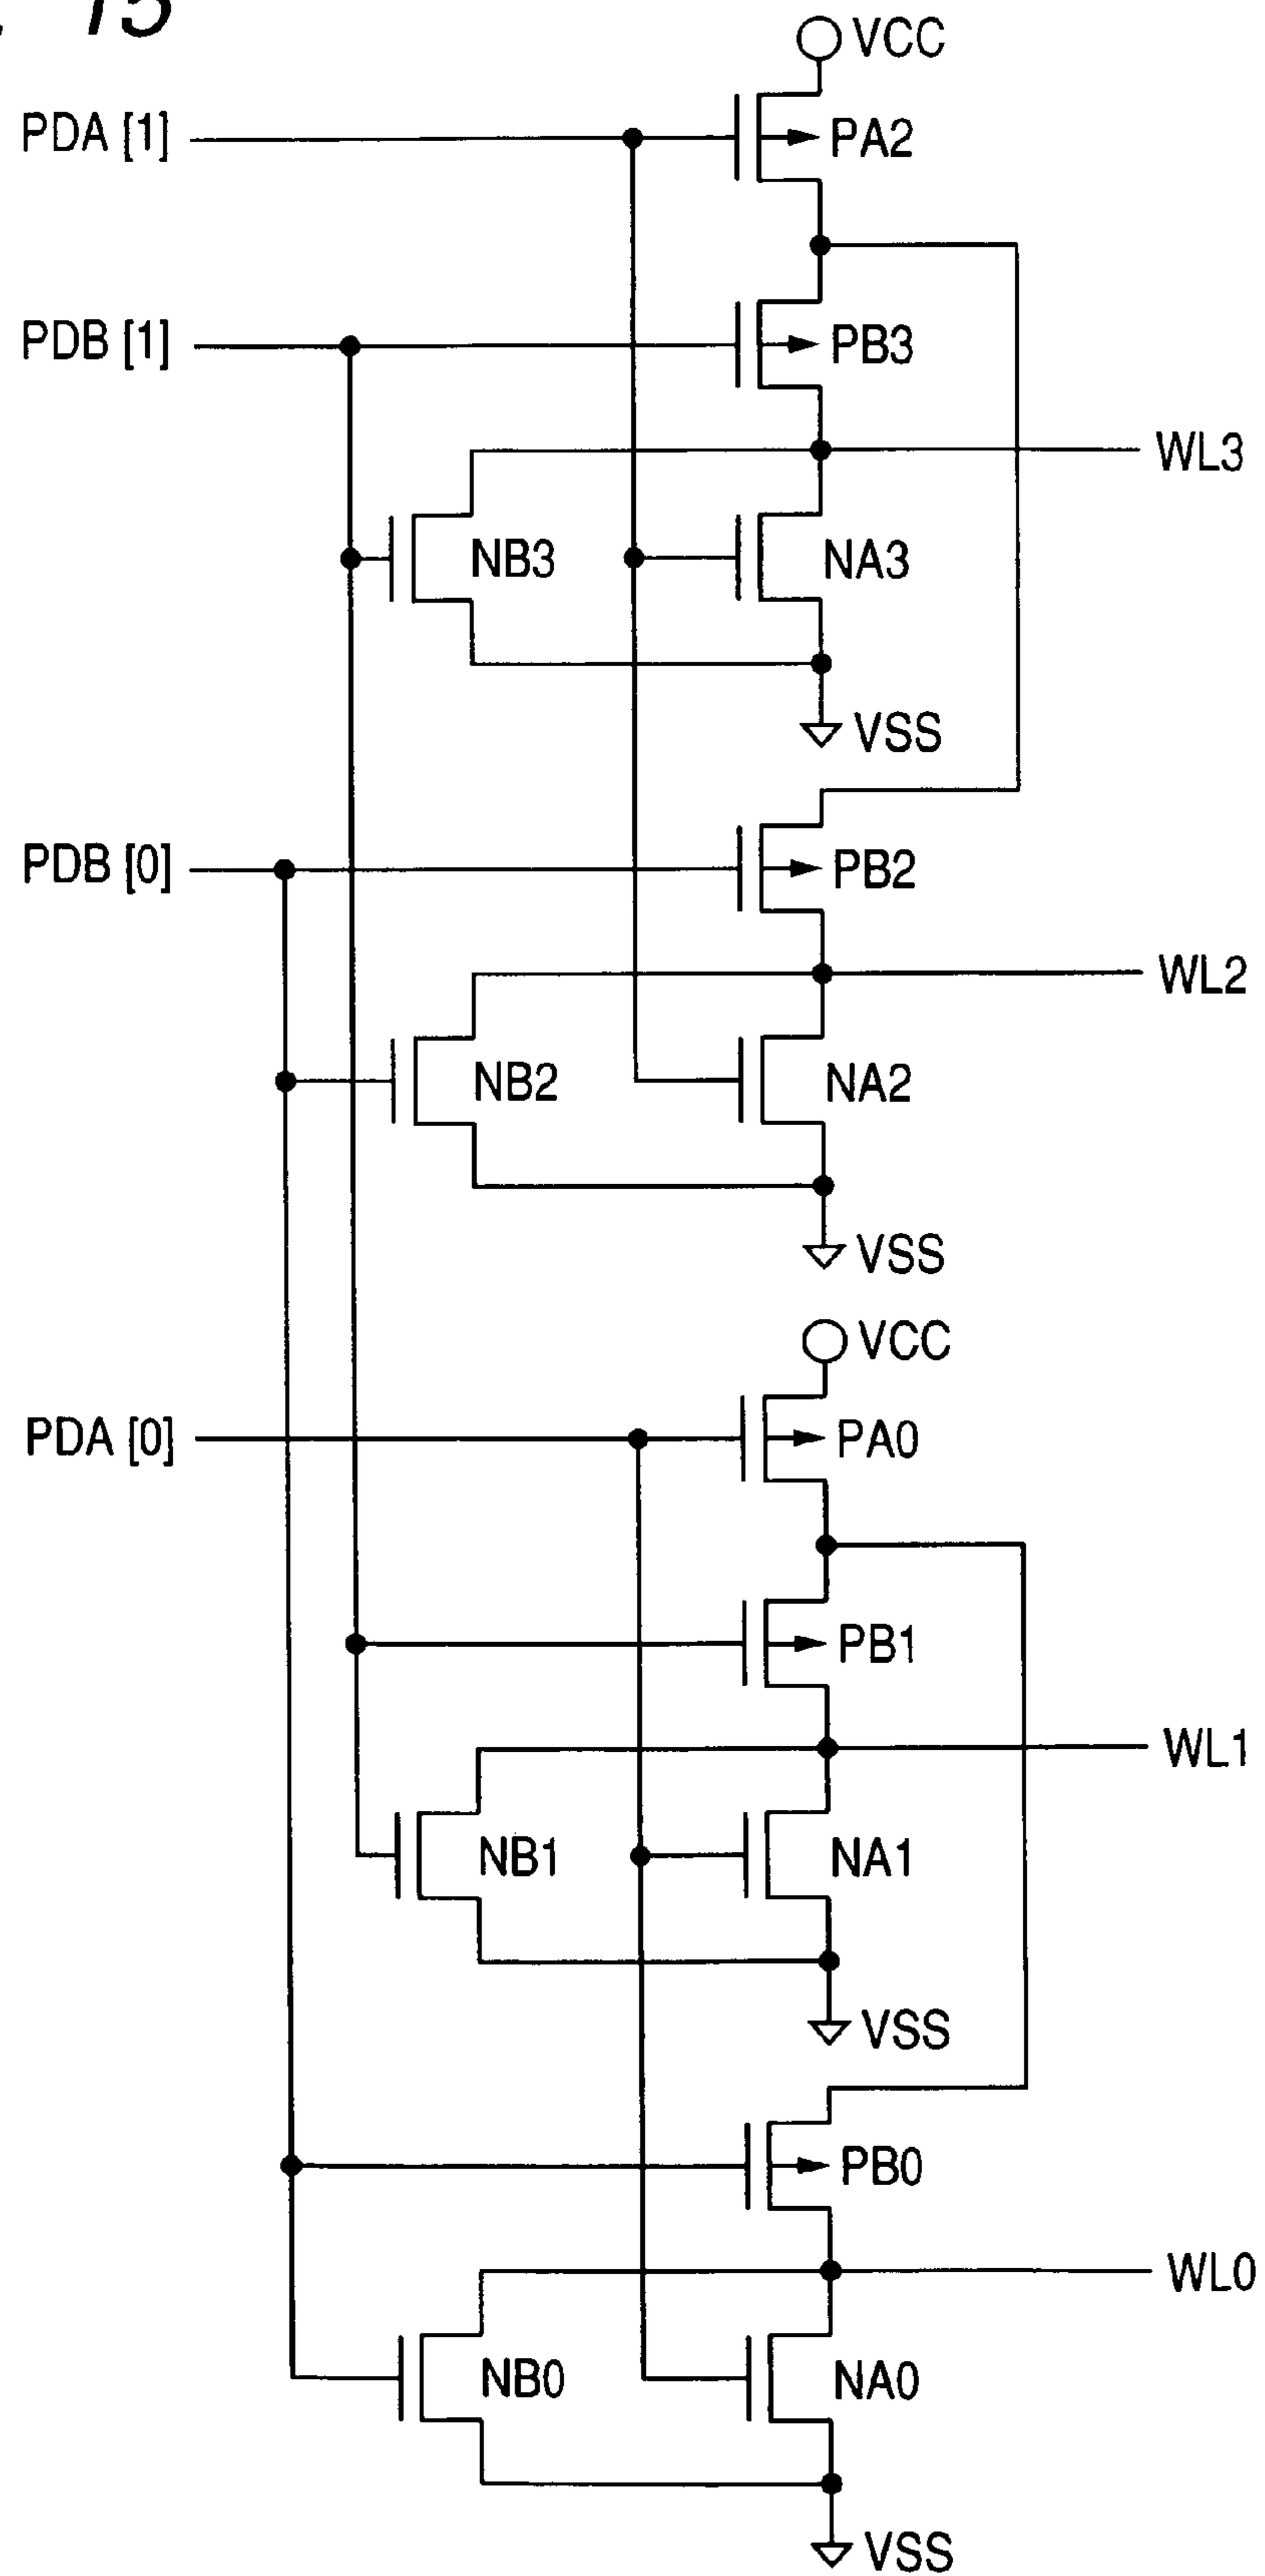 15
VCC
PDA [1]
PA2
PDB [1]
PB3
WL3
NB3
NA3
VSS
PDB [0]
PB2
WL2
NB2
NA2
VSS
VCC
PDA [0]
PA0
PB1
WL1
NB1
NA1
VSS
PB0
WL0
NB0
NA0
VSS